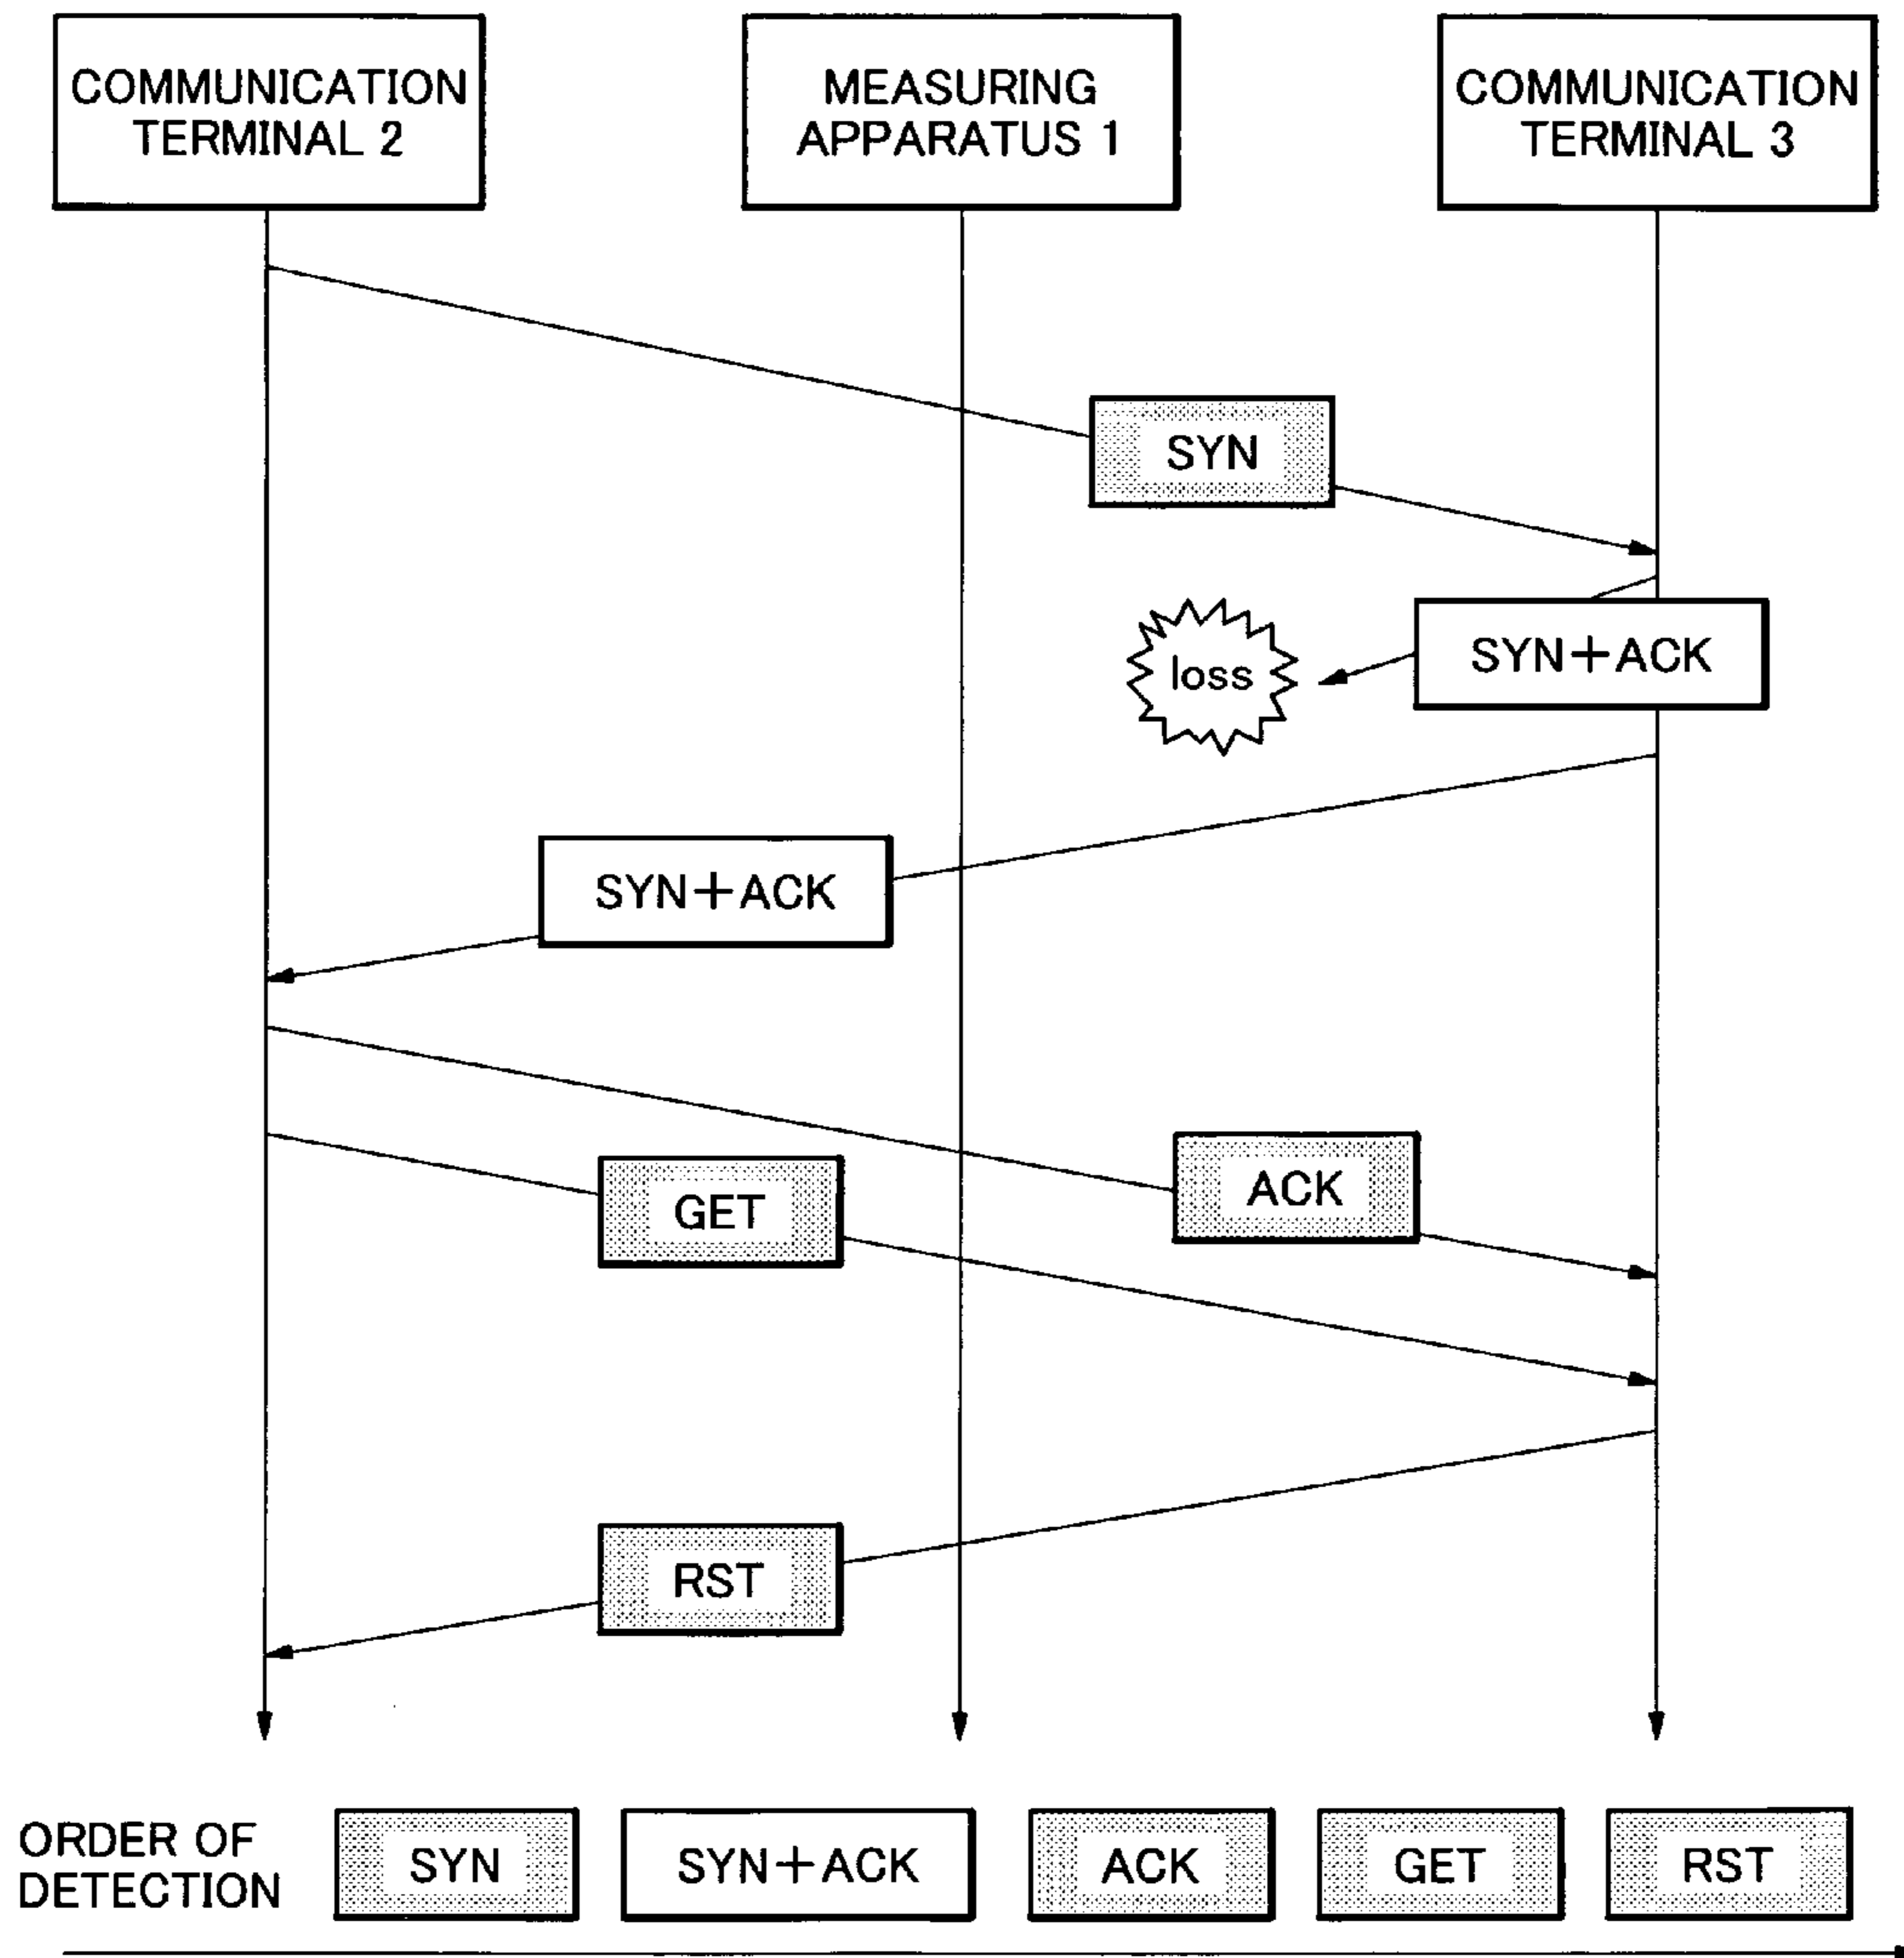 COMMUNICATION
TERMINAL 2
MEASURING
APPARATUS 1
COMMUNICATION
TERMINAL 3
SYN
SYN+ACK
loss
SYN+ACK
ACK
GET
RST
ORDER OF
DETECTION
SYN
SYN+ACK
ACK
GET
RST